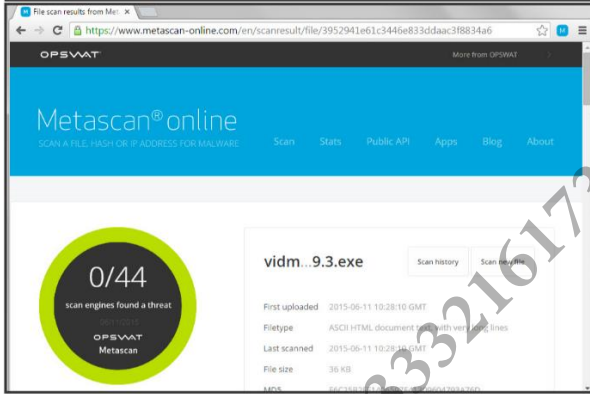 File scan results from Met
https://www.metascan-online.com/en/scanresult/file/3952941e61c3446e833ddaac3f8834a6
OPSWAT
More from OPSWAT
Metascan® online
SCAN A FILE, HASH OR IP ADDRESS FOR MALWARE
Scan Stats Public API Apps Blog About
0/44
scan engines found a threat
OPSWAT
Metascan
vidm...9.3.exe
Scan history
Scan new file
First uploaded 2015-06-11 10:28:10 GMT
Filetype ASCII HTML document text, with very long lines
Last scanned 2015-06-11 10:28:10 GMT
File size 36 KB
MD5